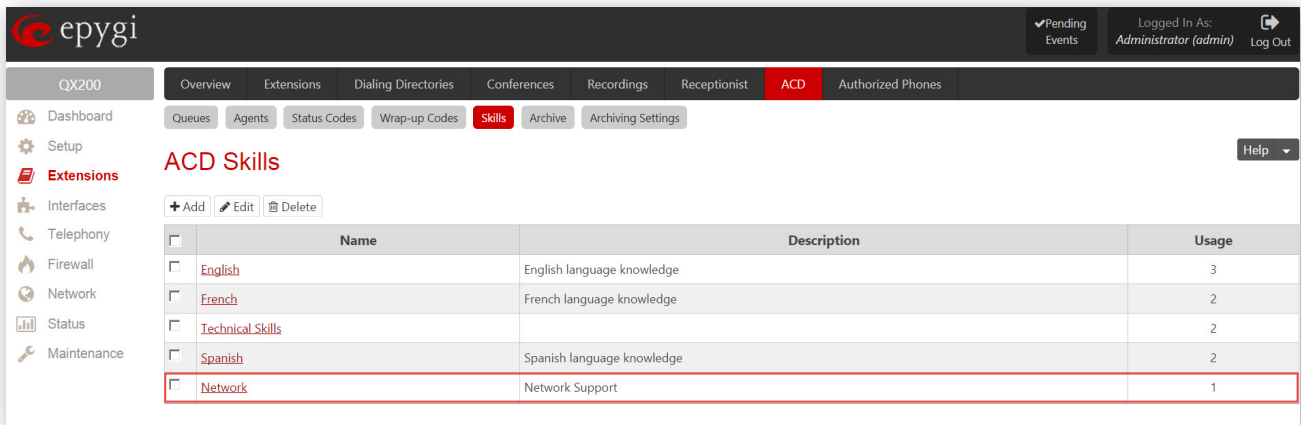 epygi
Pending Events
Logged In As:
Administrator (admin)
Log Out
QX200
Overview Extensions Dialing Directories Conferences Recordings Receptionist ACD Authorized Phones
Dashboard
Setup
Extensions
Interfaces
Telephony
Firewall
Network
Status
Maintenance
Queues Agents Status Codes Wrap-up Codes Skills Archive Archiving Settings
Help
ACD Skills
Add Edit Delete
Name Description Usage
English English language knowledge 3
French French language knowledge 2
Technical Skills 2
Spanish Spanish language knowledge 2
Network Network Support 1